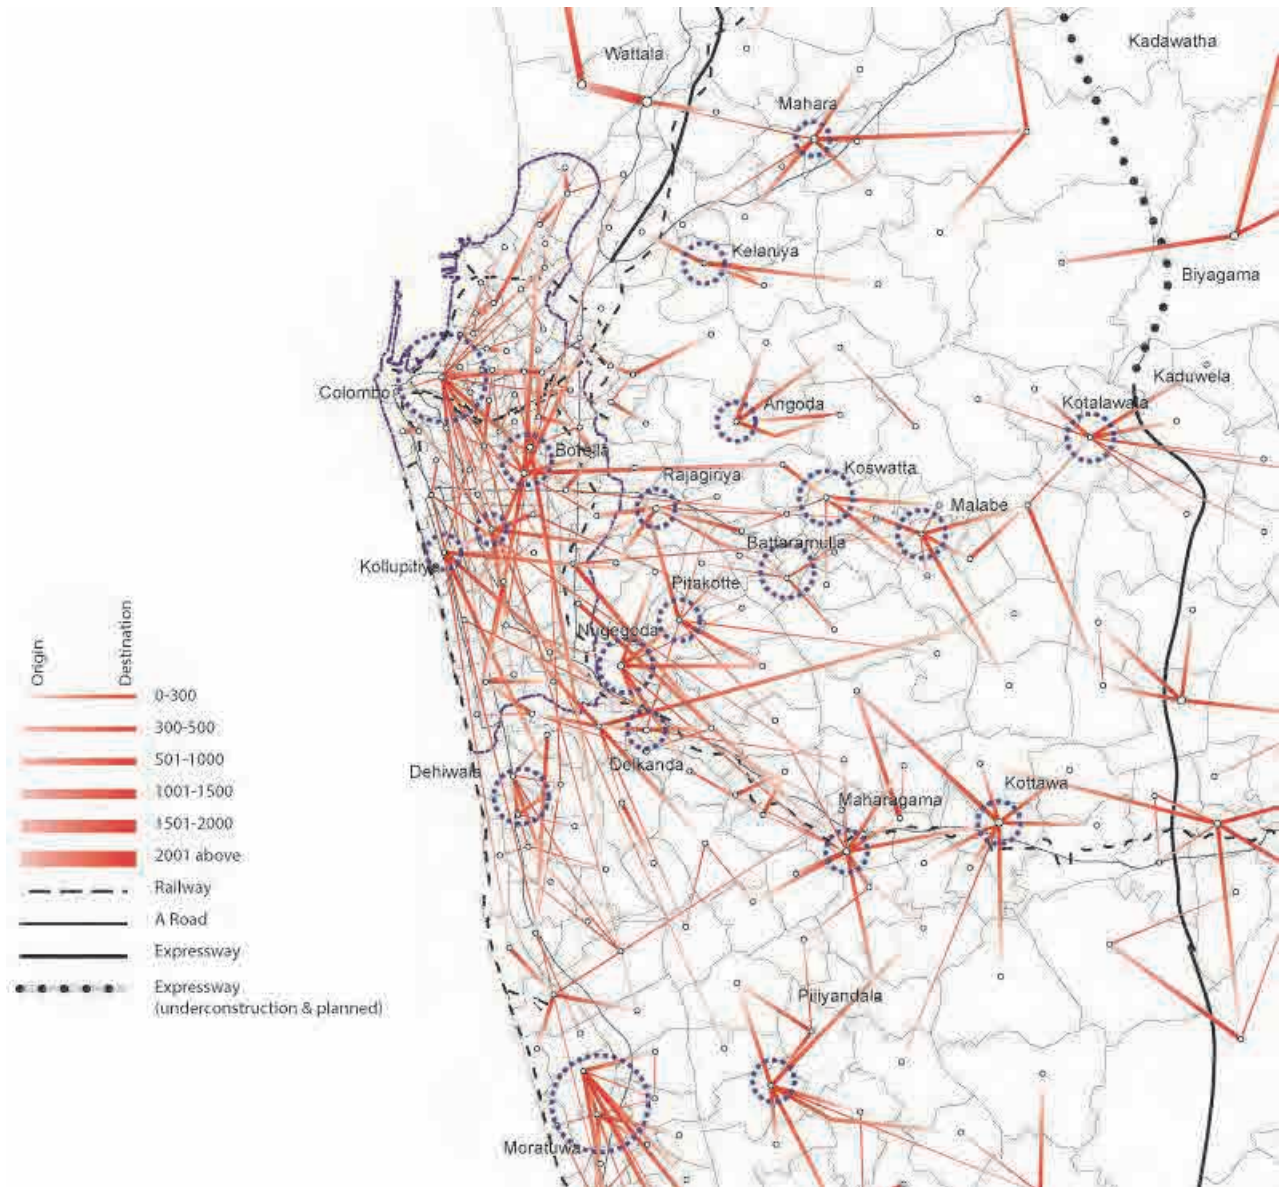 Wattala
Kadawatha
Mahara
Kelaniya
Biyagama
Colombo
Kaduwela
Kotalawala
Angoda
Borella
Rajagiriya
Koswatta
Malabe
Battaramulla
Kollupitiya
Pitakotte
Nugegoda
Origin
Destination
0-300
300-500
501-1000
1001-1500
1501-2000
2001 above
Railway
A Road
Expressway
Expressway
(underconstruction & planned)
Dehiwala
Delkanda
Maharagama
Kottawa
Piliyandala
Moratuwa